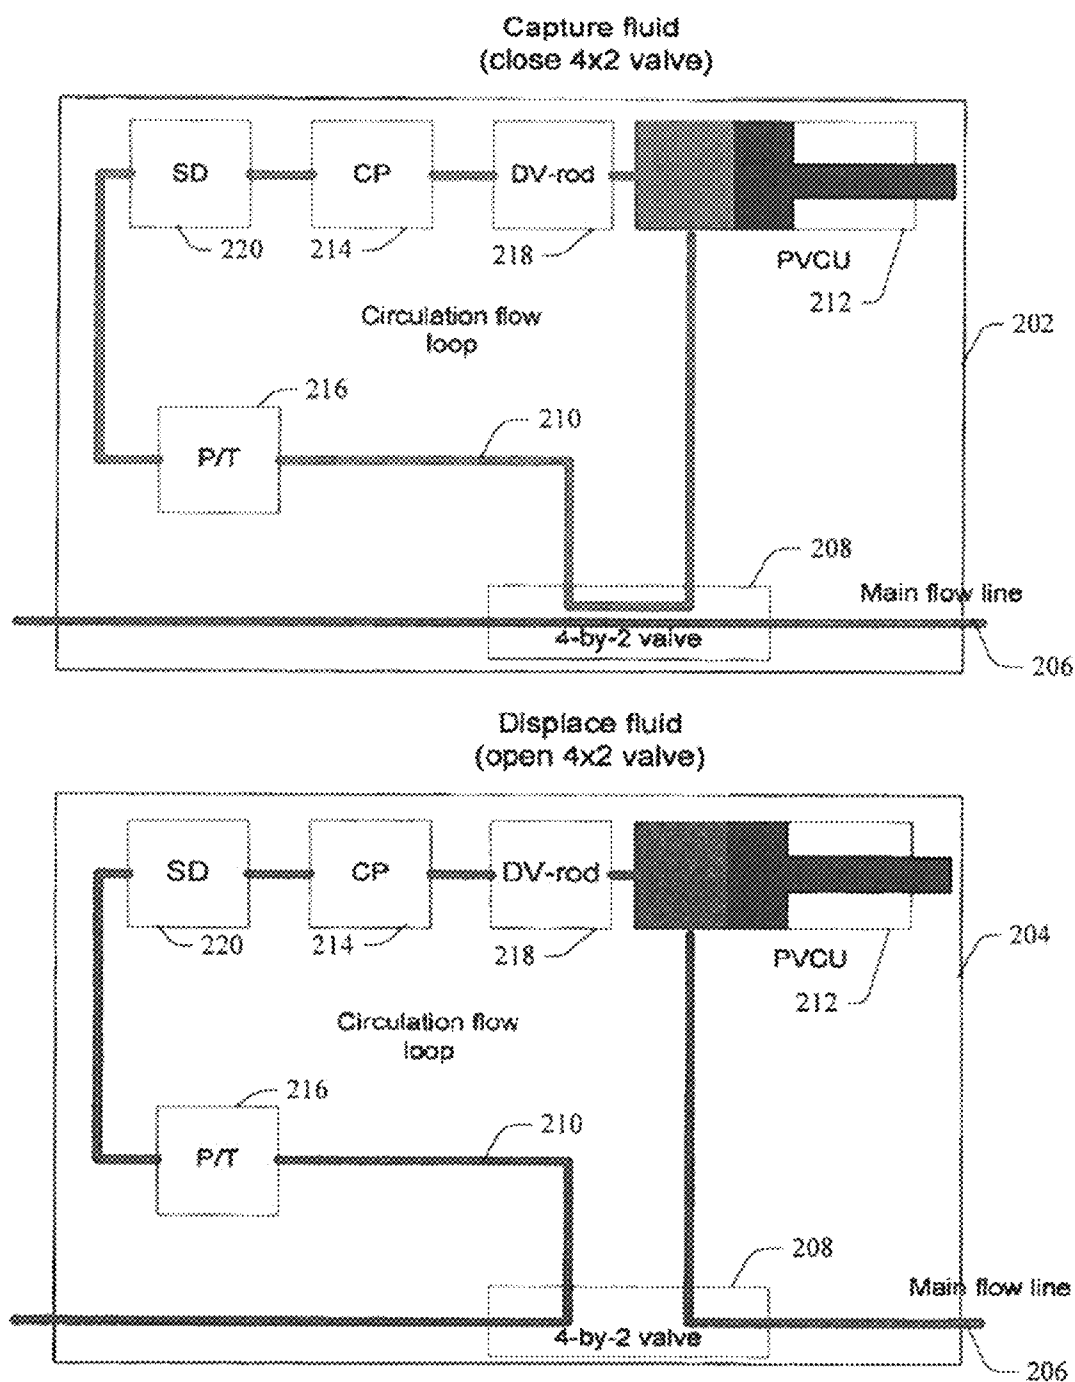 Capture fluid
(close 4x2 valve)
SD
CP
DV-rod
220
214
218
PVCU
212
Circulation flow
loop
202
216
210
P/T
208
Main flow line
4-by-2 valve
206
Displace fluid
(open 4x2 valve)
SD
CP
DV-rod
220
214
218
PVCU
212
204
Circulation flow
loop
216
210
P/T
208
Main flow line
4-by-2 valve
206